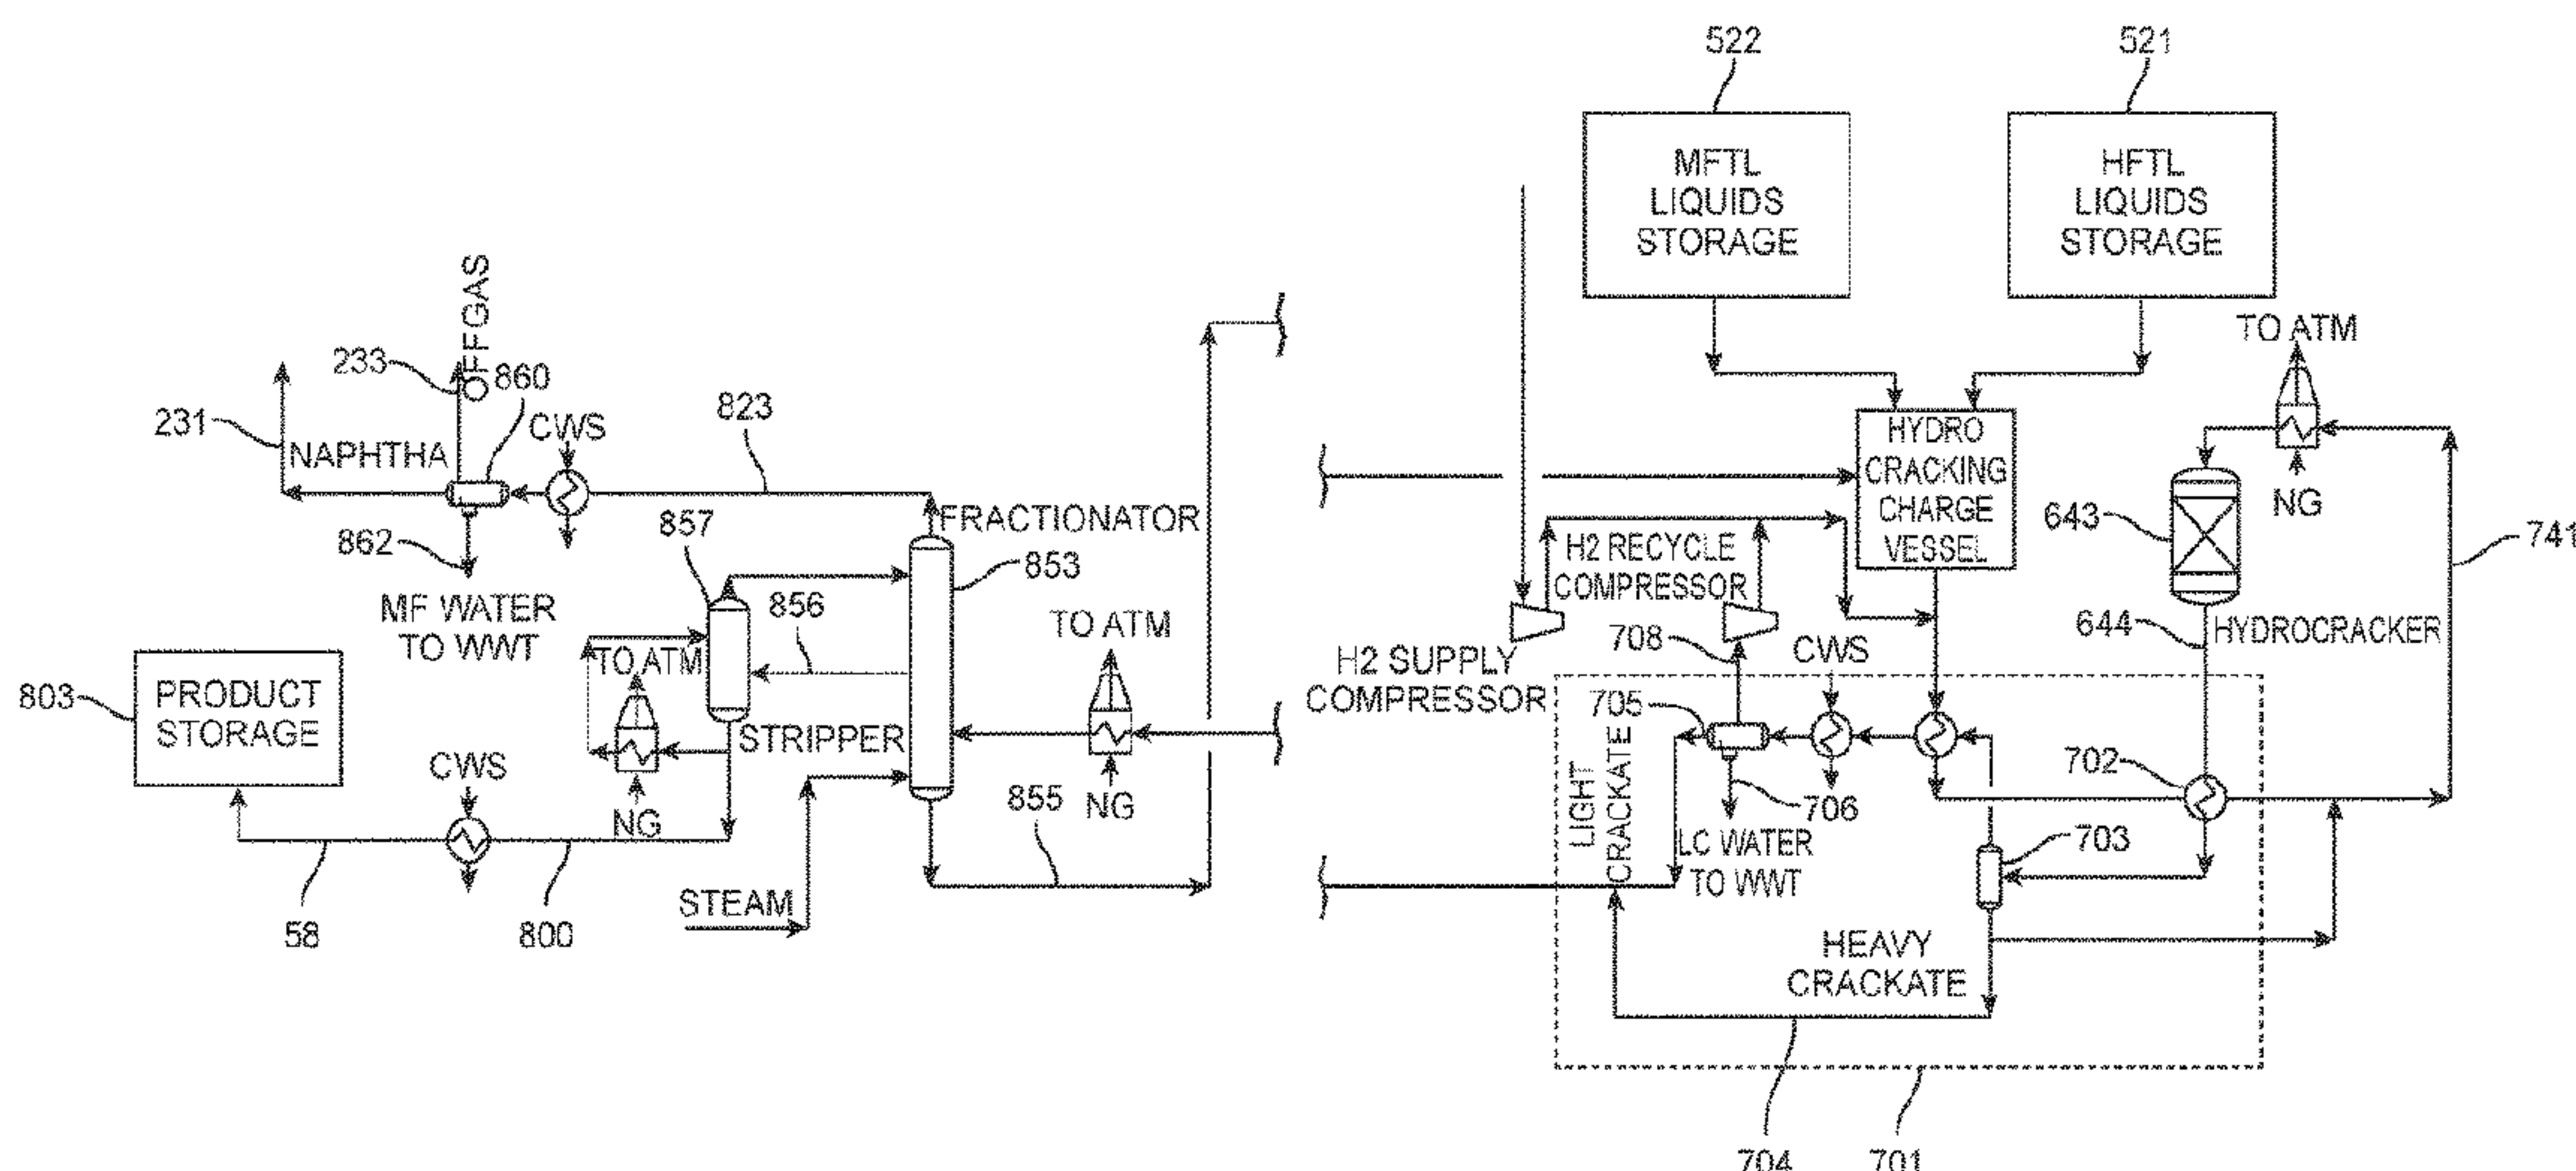 522
521
MFTL
LIQUIDS
STORAGE
HFTL
LIQUIDS
STORAGE
TO ATM
NG
741
643
644
HYDROCRACKER
HYDRO
CRACKING
CHARGE
VESSEL
H2 RECYCLE
COMPRESSOR
708
H2 SUPPLY
COMPRESSOR
CWS
705
706
LIGHT
CRACKATE
LC WATER
TO WWT
702
703
HEAVY
CRACKATE
704
701
OFFGAS
233
860
231
NAPHTHA
CWS
823
862
MF WATER
TO WWT
857
FRACTIONATOR
853
856
TO ATM
TO ATM
STRIPPER
NG
NG
803
PRODUCT
STORAGE
CWS
58
800
STEAM
855